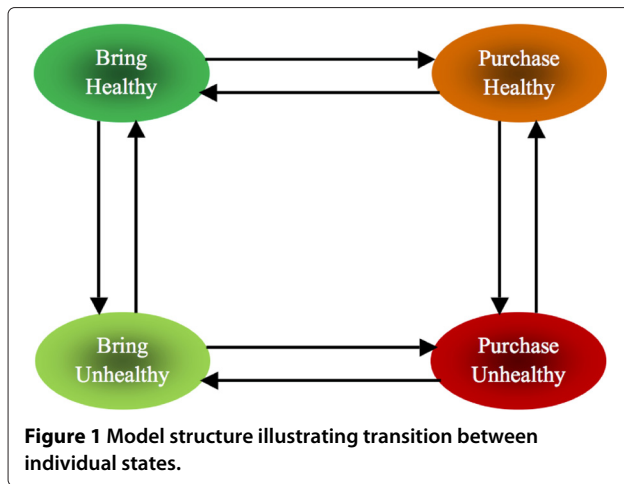 Bring
Healthy
Purchase
Healthy
Bring
Unhealthy
Purchase
Unhealthy
Figure 1 Model structure illustrating transition between
individual states.